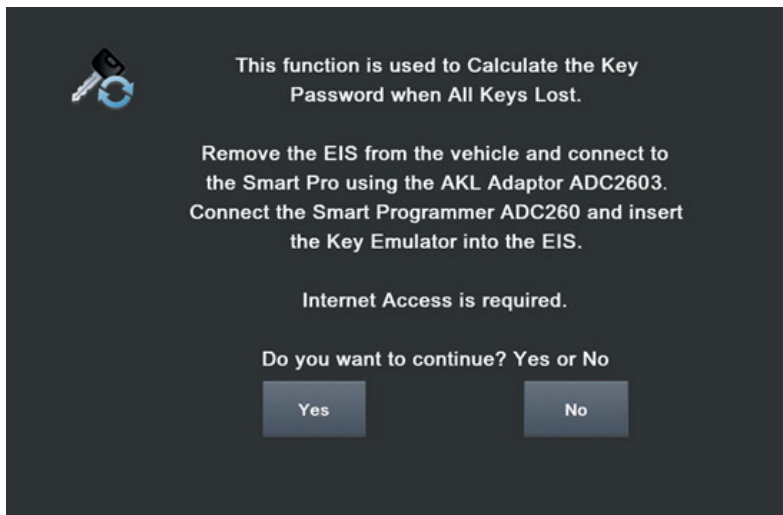 This function is used to Calculate the Key
Password when All Keys Lost.
Remove the EIS from the vehicle and connect to
the Smart Pro using the AKL Adaptor ADC2603.
Connect the Smart Programmer ADC260 and insert
the Key Emulator into the EIS.
Internet Access is required.
Do you want to continue? Yes or No
Yes
No